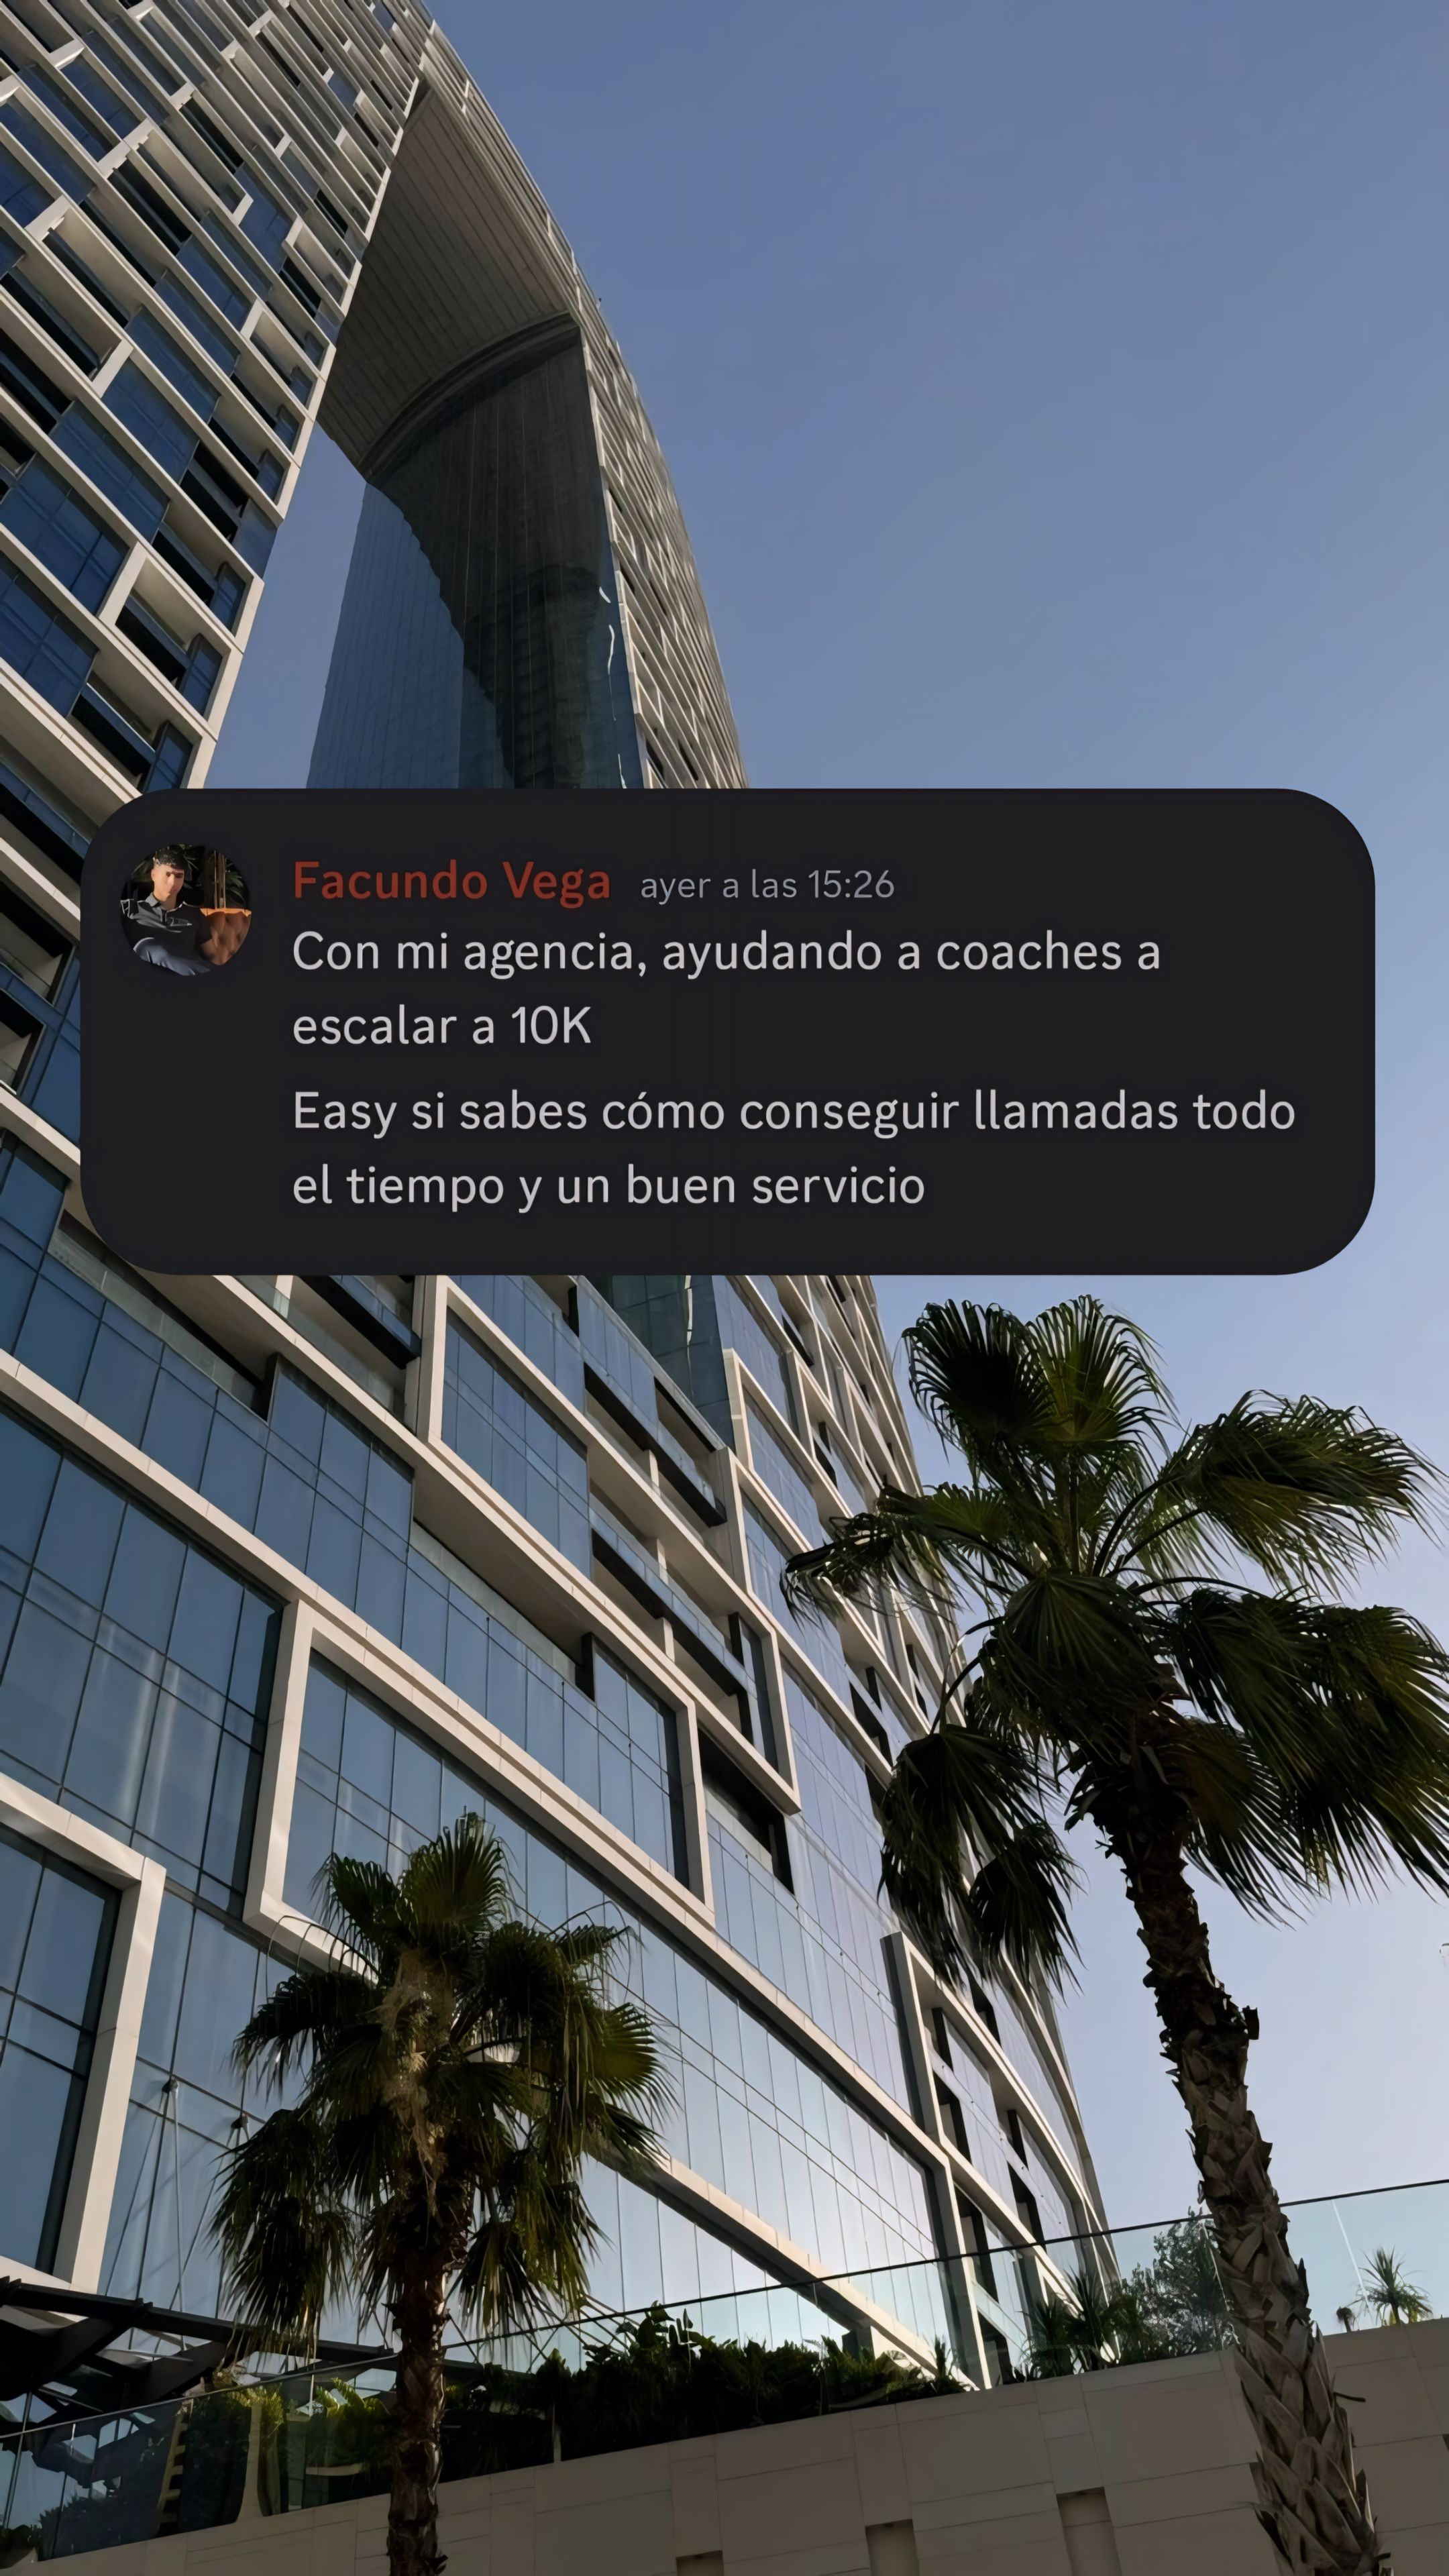 Facundo Vega ayer a las 15:26
Con mi agencia, ayudando a coaches a
escalar a 10K
Easy si sabes cómo conseguir llamadas todo
el tiempo y un buen servicio